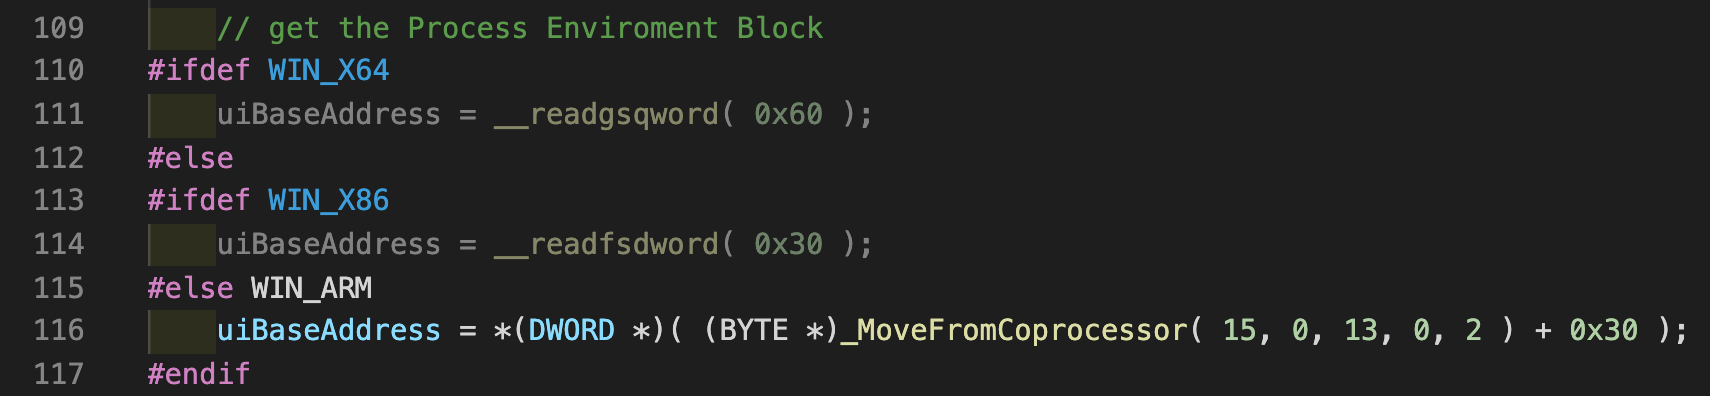 109 // get the Process Enviroment Block
110 #ifdef WIN_X64
111 uiBaseAddress = __readgsqword( 0x60 );
112 #else
113 #ifdef WIN_X86
114 uiBaseAddress = __readfsdword( 0x30 );
115 #else WIN_ARM
116 uiBaseAddress = *(DWORD *)( (BYTE *)_MoveFromCoprocessor( 15, 0, 13, 0, 2 ) + 0x30 );
117 #endif